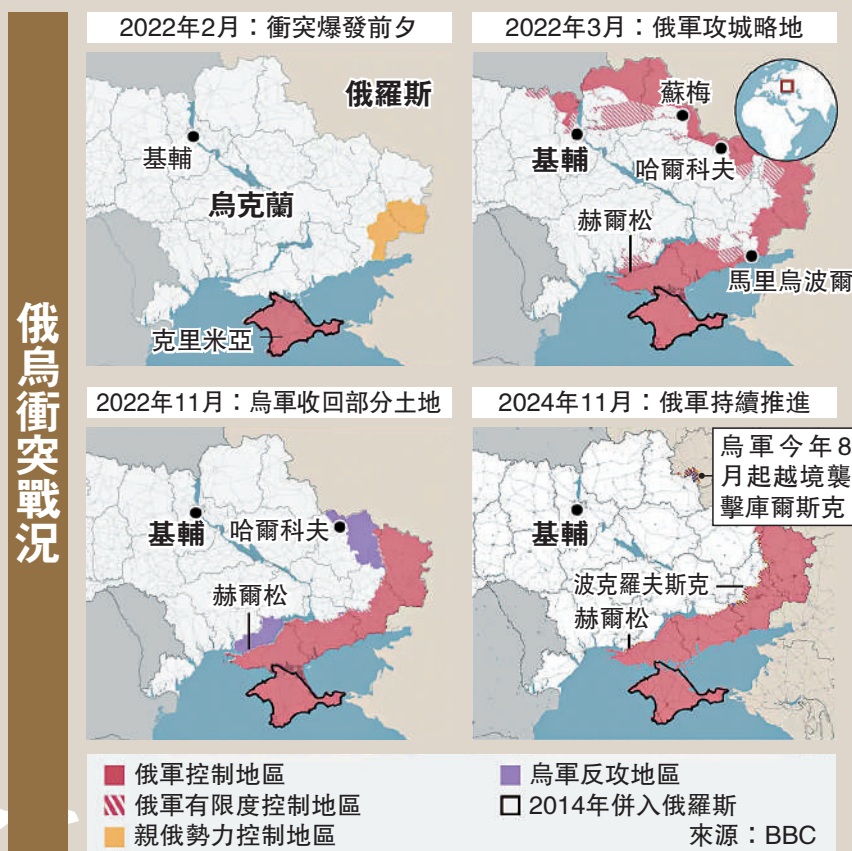 俄烏衝突戰況
2022年2月：衝突爆發前夕
俄羅斯
基輔
烏克蘭
克里米亞
2022年3月：俄軍攻城略地
蘇梅
基輔
哈爾科夫
赫爾松
馬里烏波爾
2022年11月：烏軍收回部分土地
基輔
哈爾科夫
赫爾松
2024年11月：俄軍持續推進
烏軍今年8
月起越境襲
擊庫爾斯克
基輔
波克羅夫斯克
赫爾松
俄軍控制地區
俄軍有限度控制地區
親俄勢力控制地區
烏軍反攻地區
2014年併入俄羅斯
來源：BBC